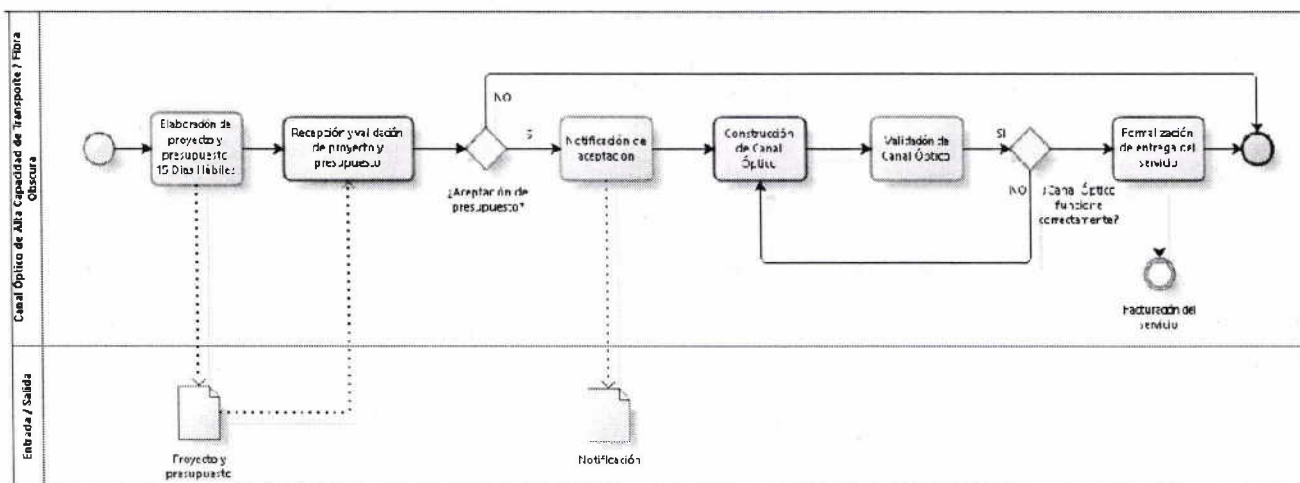 Canal Óptico de Alta Capacidad de Transporte / Fibra
Obscura
Elaboración de
proyecto y
presupuesto
15 Días Hábiles
Recepción y validación
de proyecto y
presupuesto
NO
SI
¿Aceptación de
presupuesto?
Notificación de
aceptación
Construcción
de Canal
Óptico
Validación de
Canal Óptico
SI
NO
¿Canal Óptico
funciona
correctamente?
Formalización
de entrega del
servicio
Facturación del
servicio
Entrada / Salida
Proyecto y
presupuesto
Notificación